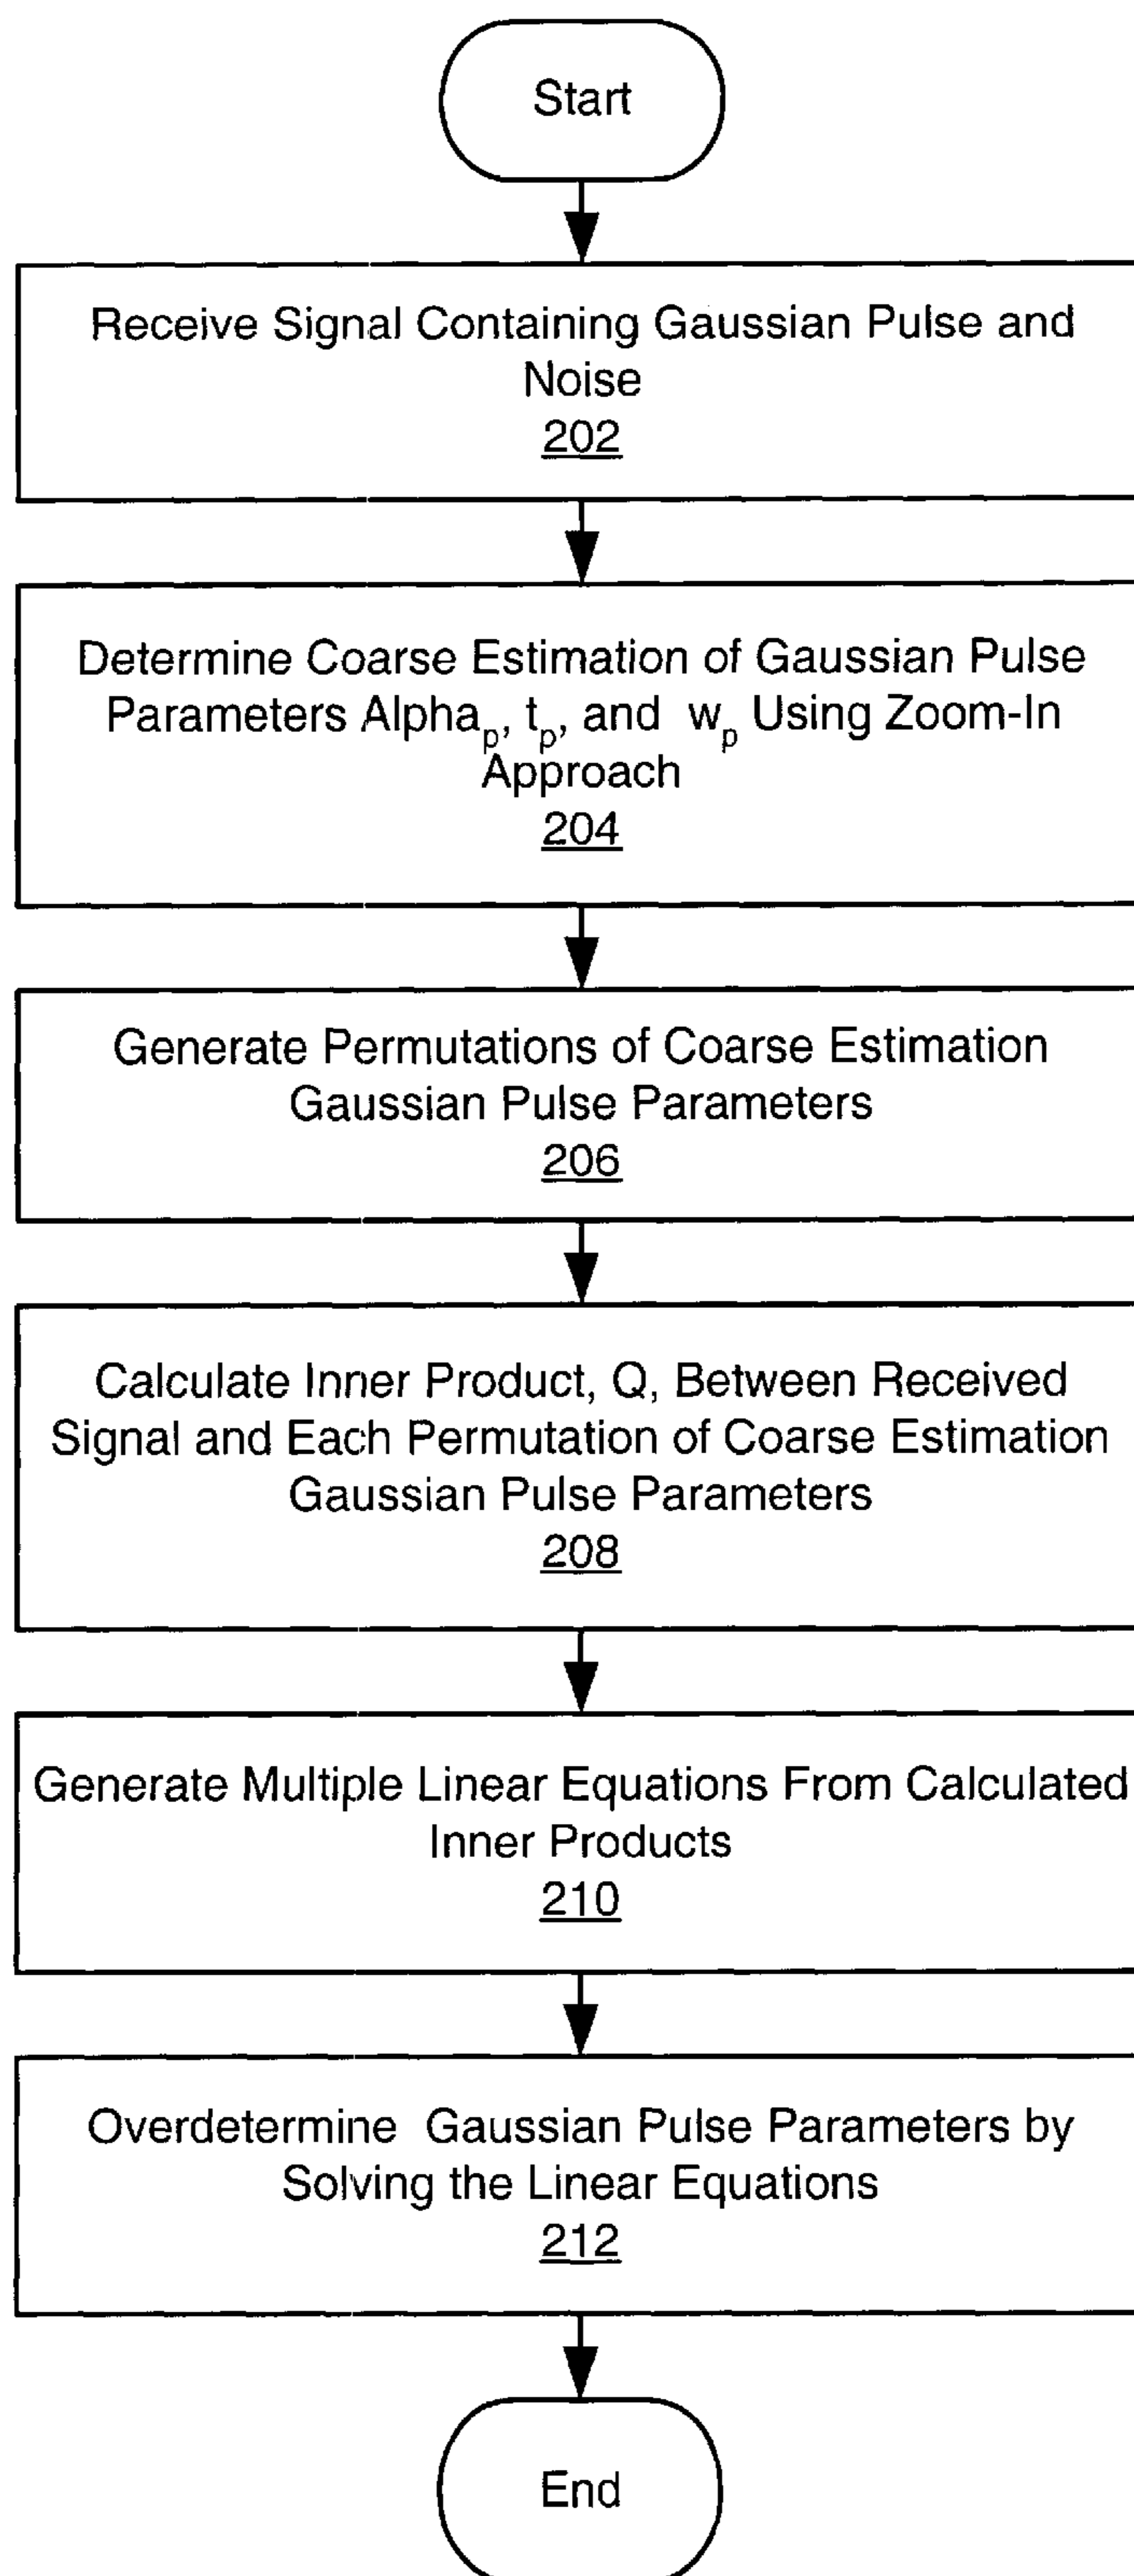 Start
Receive Signal Containing Gaussian Pulse and
Noise
202
Determine Coarse Estimation of Gaussian Pulse
Parameters Alphap, tp, and wp Using Zoom-In
Approach
204
Generate Permutations of Coarse Estimation
Gaussian Pulse Parameters
206
Calculate Inner Product, Q, Between Received
Signal and Each Permutation of Coarse Estimation
Gaussian Pulse Parameters
208
Generate Multiple Linear Equations From Calculated
Inner Products
210
Overdetermine Gaussian Pulse Parameters by
Solving the Linear Equations
212
End